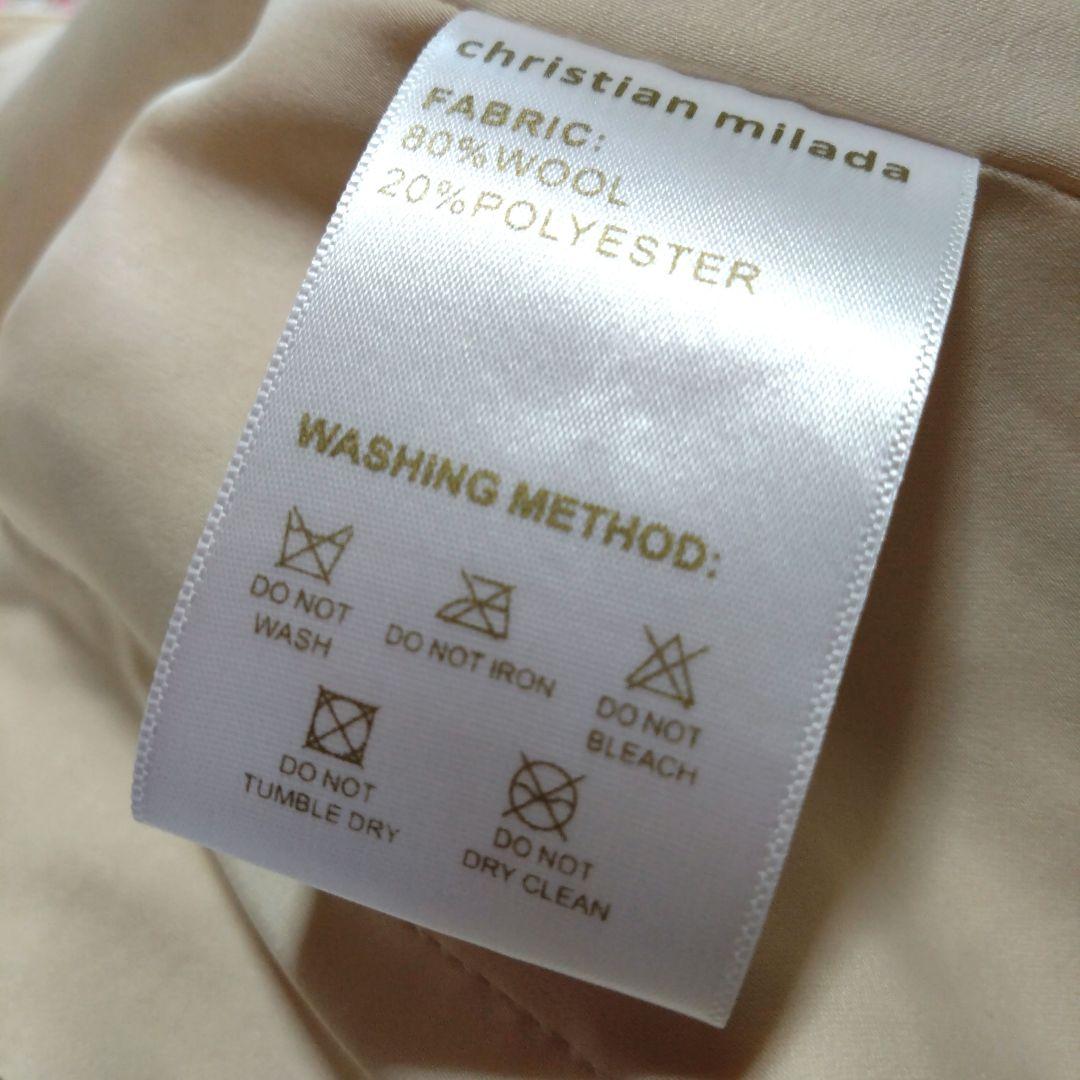 christian milada
FABRIC:
80%WOOL
20%POLYESTER
WASHiNG METHOD:
DO NOT
WASH
DO NOT IRON
DO NOT
BLEACH
DO NOT
TUMBLE DRY
DO NOT
DRY CLEAN